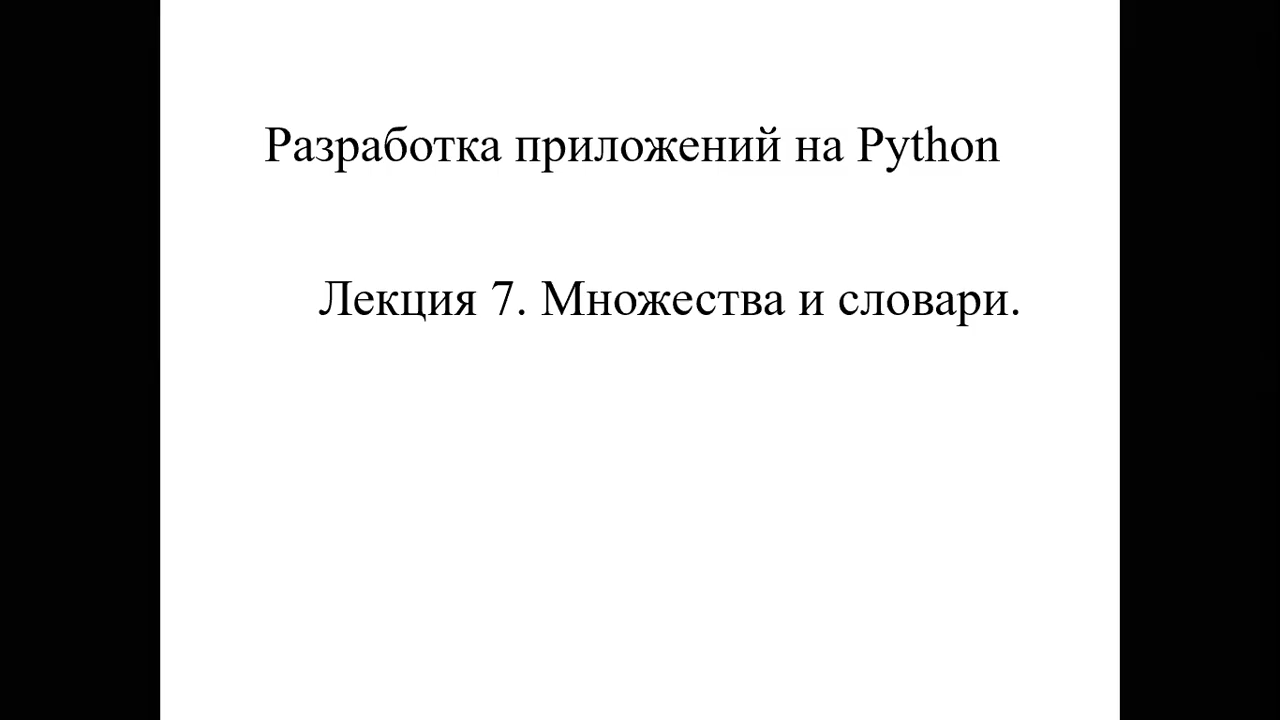 Разработка приложений на Python
Лекция 7. Множества и словари.